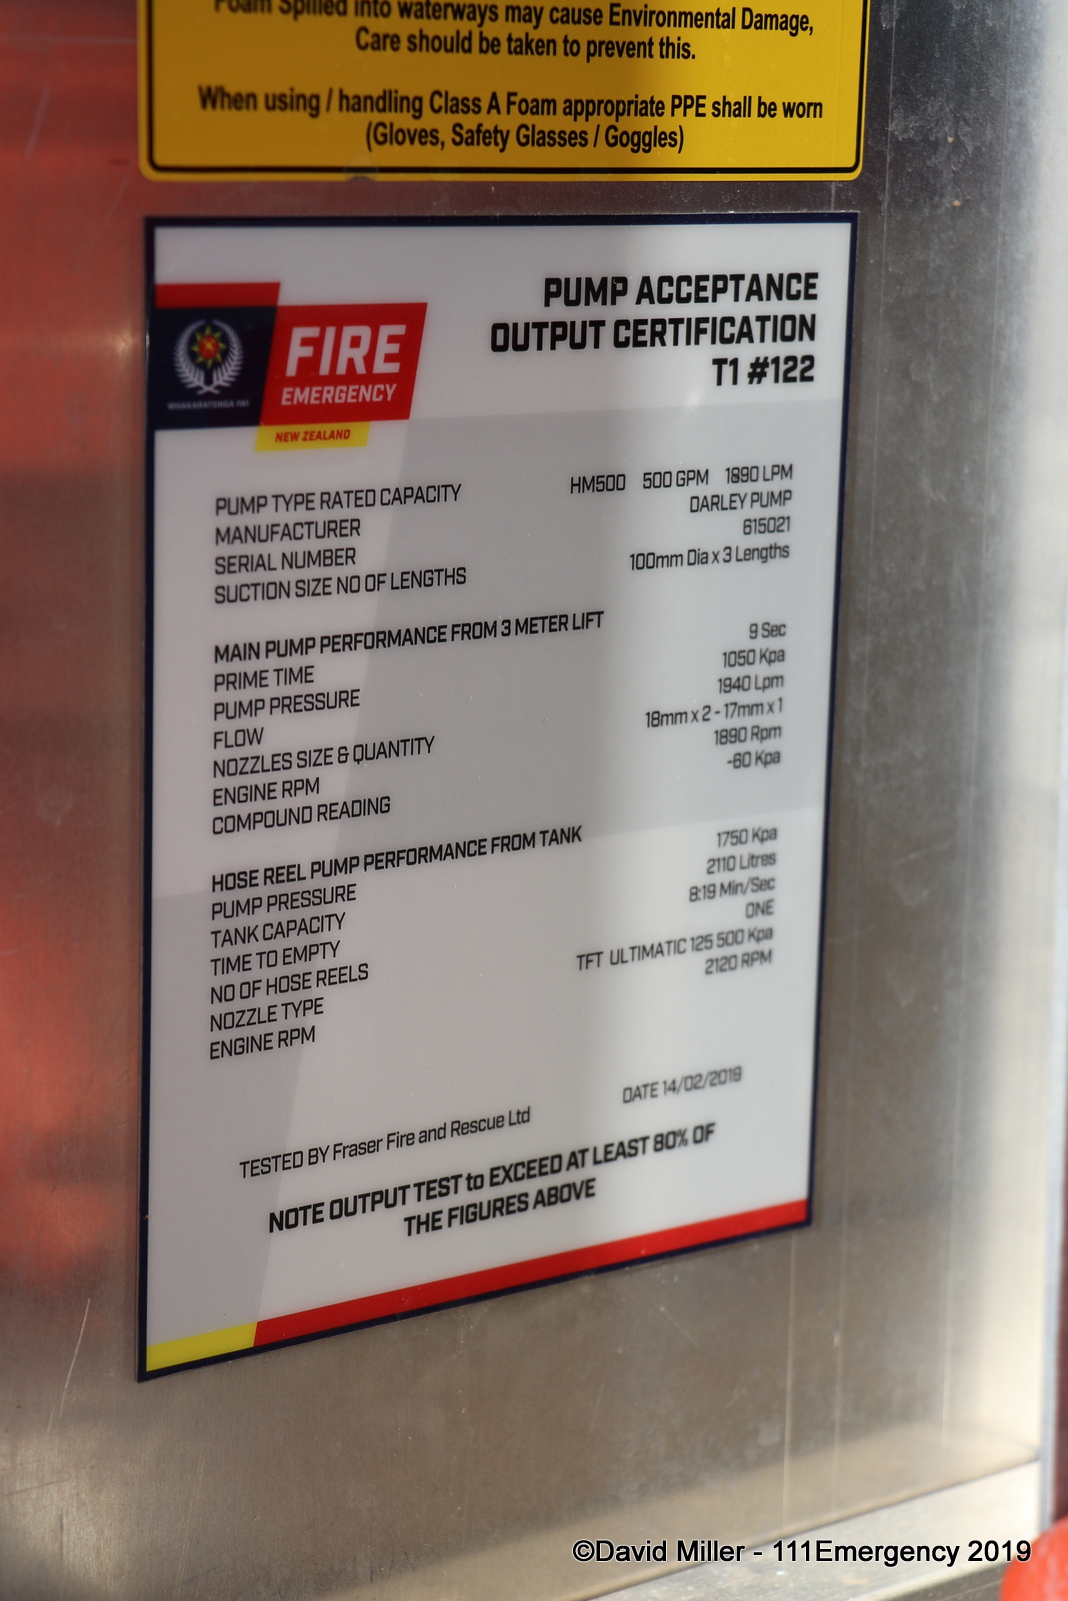 Foam Spilled into waterways may cause Environmental Damage,
Care should be taken to prevent this.
When using / handling Class A Foam appropriate PPE shall be worn
(Gloves, Safety Glasses / Goggles)
PUMP ACCEPTANCE
OUTPUT CERTIFICATION
T1 #122
FIRE
EMERGENCY
NEW ZEALAND
WHAKARATONGA IWI
PUMP TYPE RATED CAPACITY HM500 500 GPM 1890 LPM
MANUFACTURER DARLEY PUMP
SERIAL NUMBER 615021
SUCTION SIZE NO OF LENGTHS 100mm Dia x 3 Lengths
MAIN PUMP PERFORMANCE FROM 3 METER LIFT
PRIME TIME 9 Sec
PUMP PRESSURE 1050 Kpa
FLOW 1940 Lpm
NOZZLES SIZE & QUANTITY 18mm x 2 - 17mm x 1
ENGINE RPM 1890 Rpm
COMPOUND READING -60 Kpa
HOSE REEL PUMP PERFORMANCE FROM TANK
PUMP PRESSURE 1750 Kpa
TANK CAPACITY 2110 Litres
TIME TO EMPTY 8:19 Min/Sec
NO OF HOSE REELS ONE
NOZZLE TYPE TFT ULTIMATIC 125 500 Kpa
ENGINE RPM 2120 RPM
DATE 14/02/2019
TESTED BY Fraser Fire and Rescue Ltd
NOTE OUTPUT TEST to EXCEED AT LEAST 80% OF
THE FIGURES ABOVE
©David Miller - 111Emergency 2019